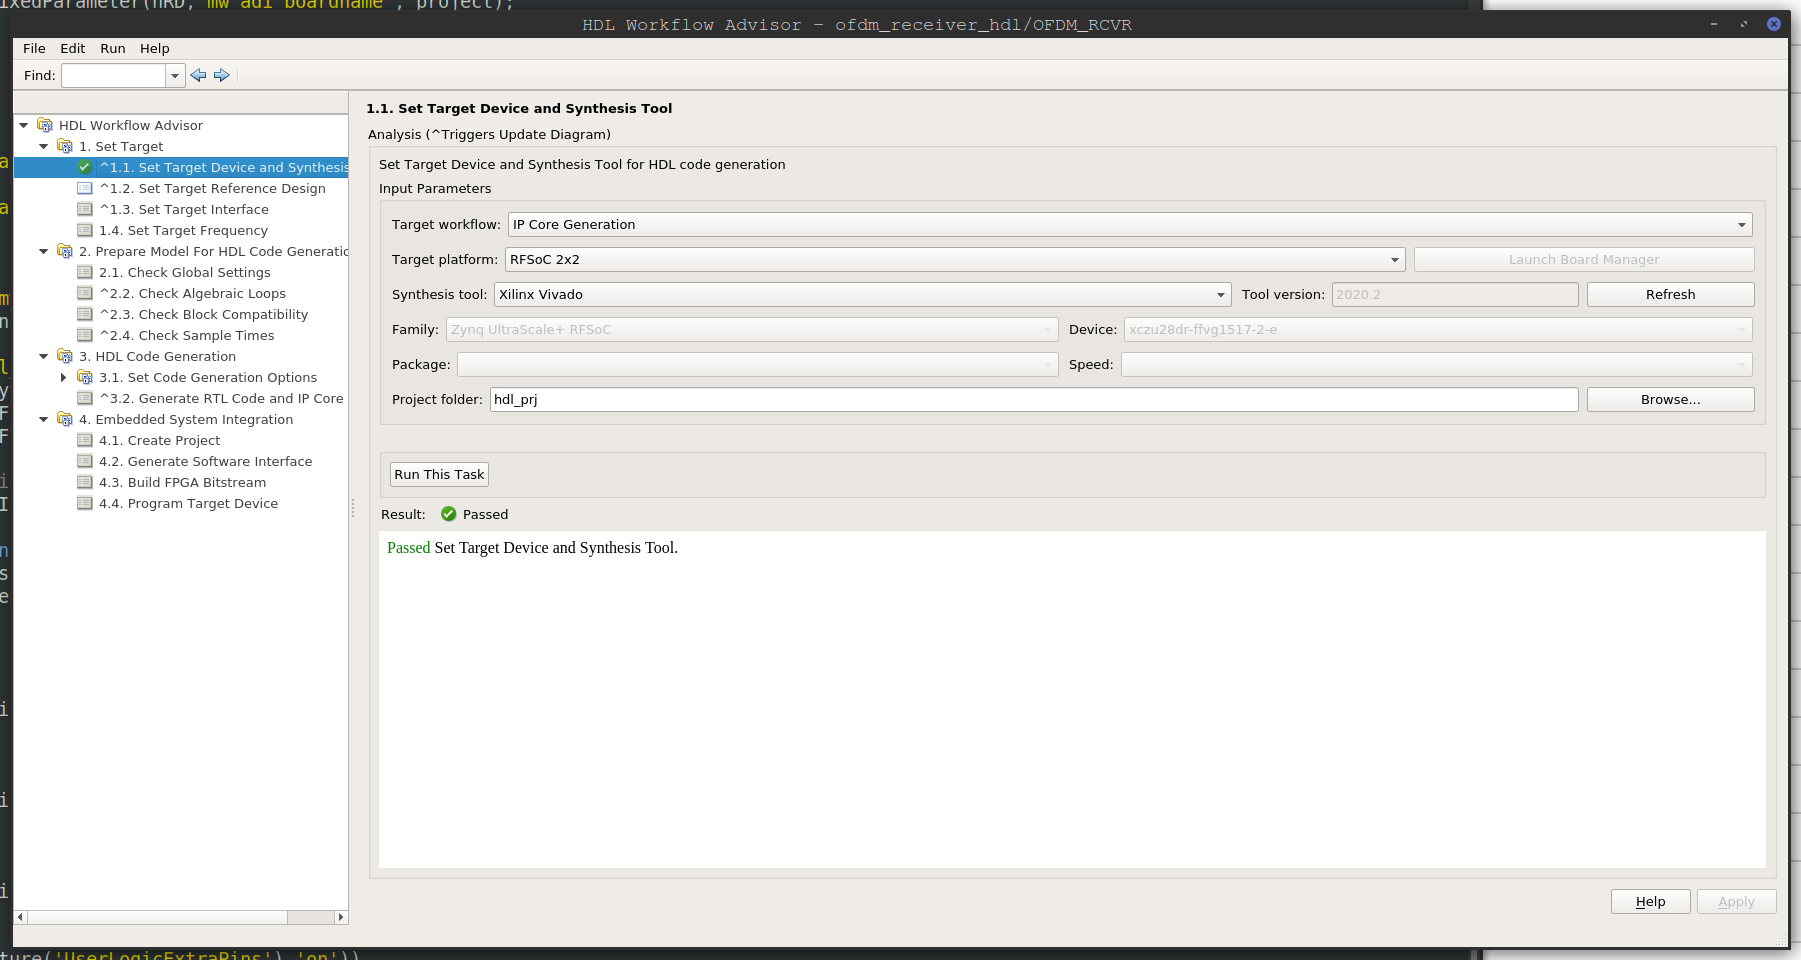 ixedParameter(hRD, 'mw adi boardname', project);
HDL Workflow Advisor - ofdm_receiver_hdl/OFDM_RCVR
File Edit Run Help
Find:
HDL Workflow Advisor
1. Set Target
^1.1. Set Target Device and Synthesis
^1.2. Set Target Reference Design
^1.3. Set Target Interface
1.4. Set Target Frequency
2. Prepare Model For HDL Code Generatio
2.1. Check Global Settings
^2.2. Check Algebraic Loops
^2.3. Check Block Compatibility
^2.4. Check Sample Times
3. HDL Code Generation
3.1. Set Code Generation Options
^3.2. Generate RTL Code and IP Core
4. Embedded System Integration
4.1. Create Project
4.2. Generate Software Interface
4.3. Build FPGA Bitstream
4.4. Program Target Device
1.1. Set Target Device and Synthesis Tool
Analysis (^Triggers Update Diagram)
Set Target Device and Synthesis Tool for HDL code generation
Input Parameters
Target workflow: IP Core Generation
Target platform: RFSoC 2x2 Launch Board Manager
Synthesis tool: Xilinx Vivado Tool version: 2020.2 Refresh
Family: Zynq UltraScale+ RFSoC Device: xczu28dr-ffvg1517-2-e
Package: Speed:
Project folder: hdl_prj Browse...
Run This Task
Result: Passed
Passed Set Target Device and Synthesis Tool.
Help Apply
ture('UserLogicExtraPins') 'on'))